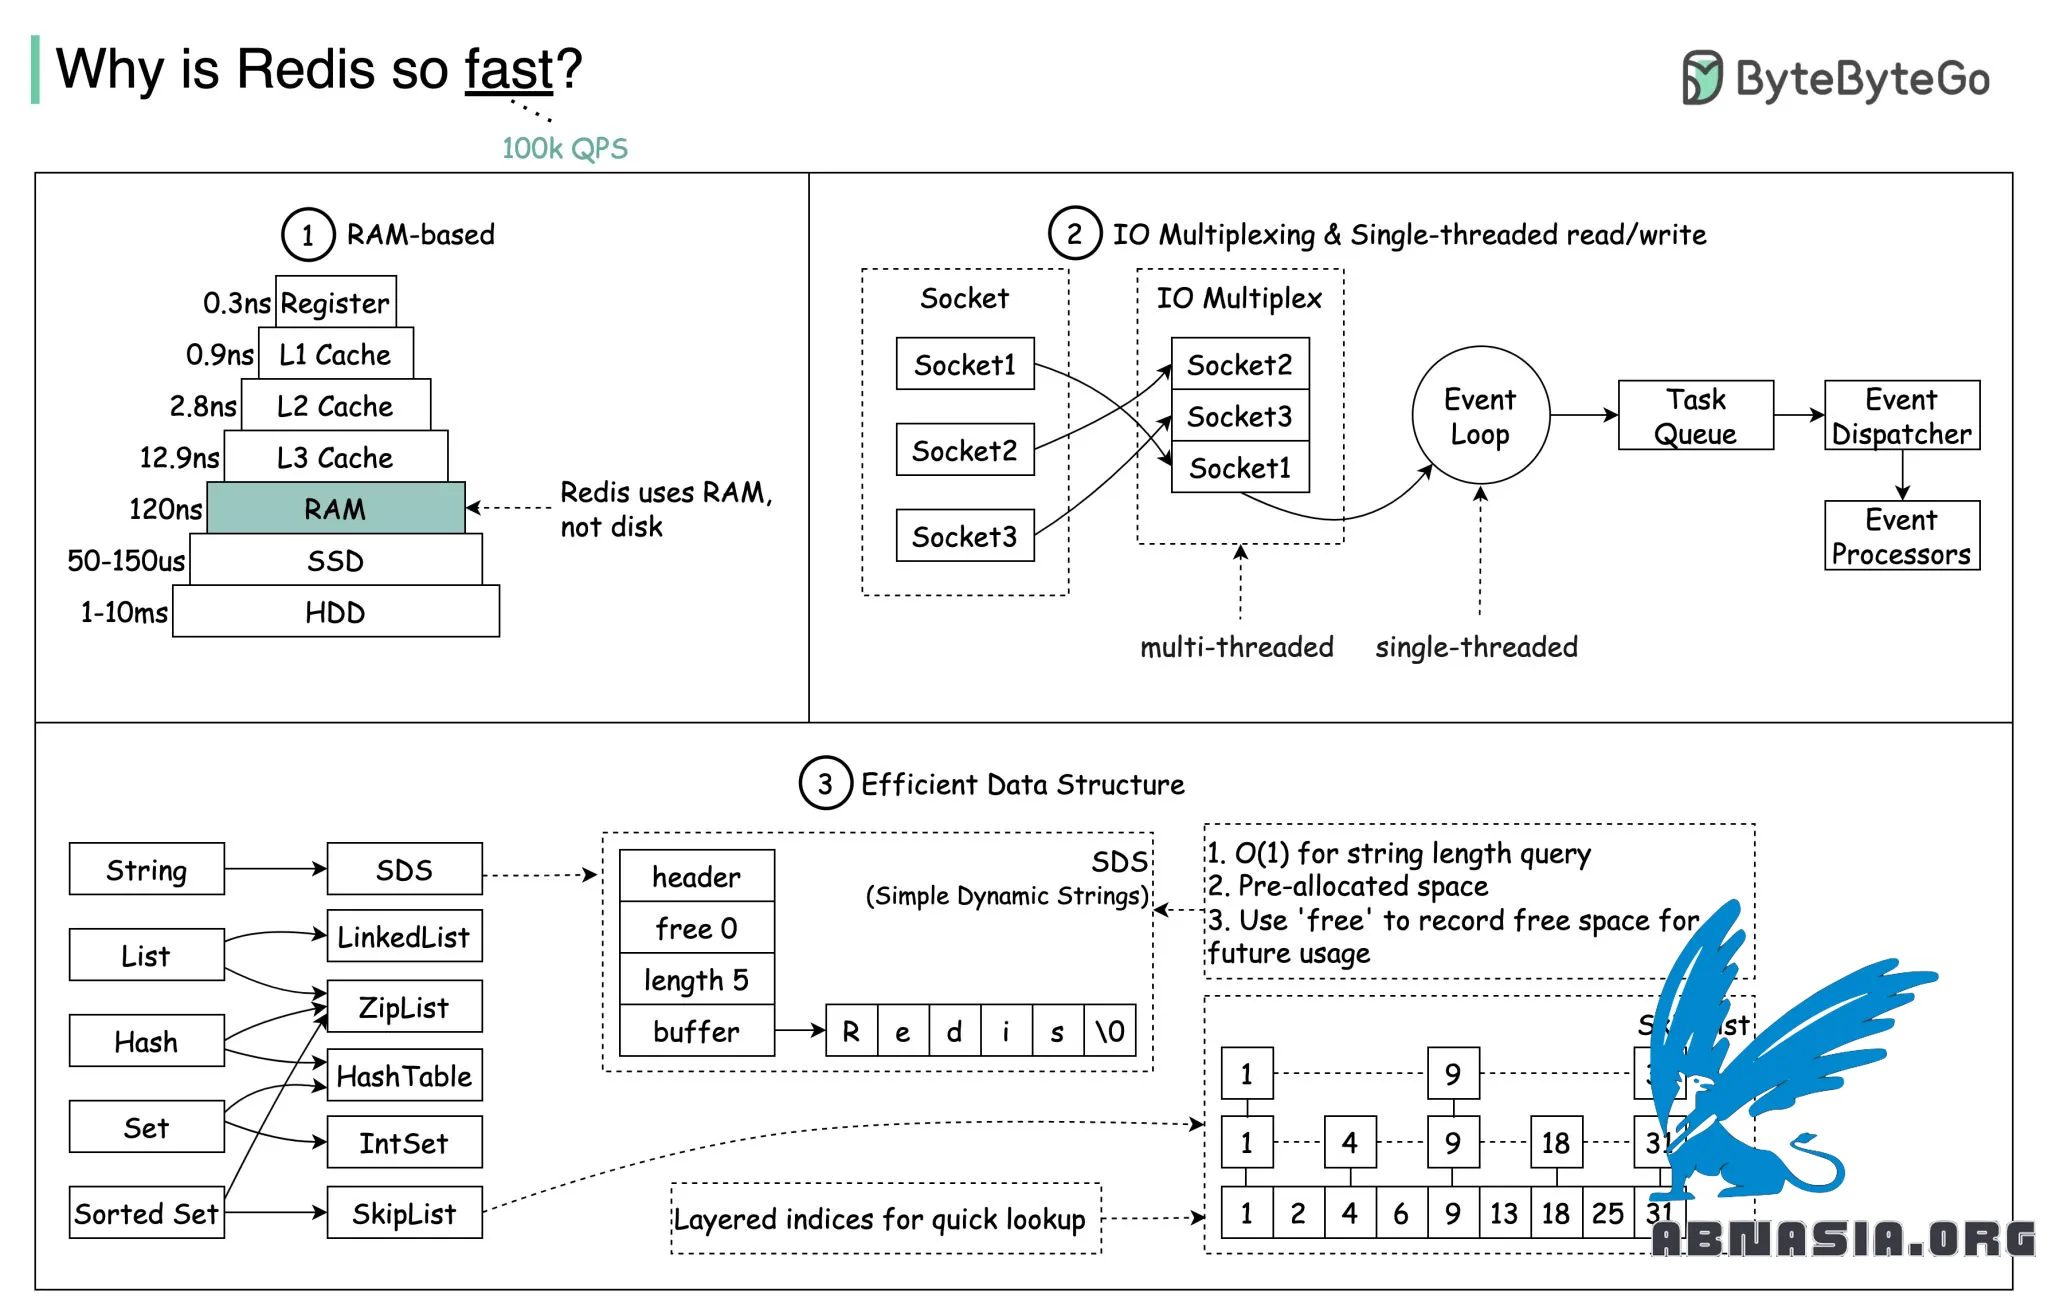 Why is Redis so fast?
100k QPS
ByteByteGo
1 RAM-based
0.3ns Register
0.9ns L1 Cache
2.8ns L2 Cache
12.9ns L3 Cache
120ns RAM
50-150us SSD
1-10ms HDD
Redis uses RAM,
not disk
2 IO Multiplexing & Single-threaded read/write
Socket
Socket1
Socket2
Socket3
IO Multiplex
Socket2
Socket3
Socket1
Event
Loop
Task
Queue
Event
Dispatcher
Event
Processors
multi-threaded
single-threaded
3 Efficient Data Structure
String
List
Hash
Set
Sorted Set
SDS
LinkedList
ZipList
HashTable
IntSet
SkipList
header
free 0
length 5
buffer
R e d i s \0
SDS
(Simple Dynamic Strings)
1. O(1) for string length query
2. Pre-allocated space
3. Use 'free' to record free space for
future usage
1 9
1 4 9 18 31
1 2 4 6 9 13 18 25 31
Layered indices for quick lookup
ABNASIA.ORG